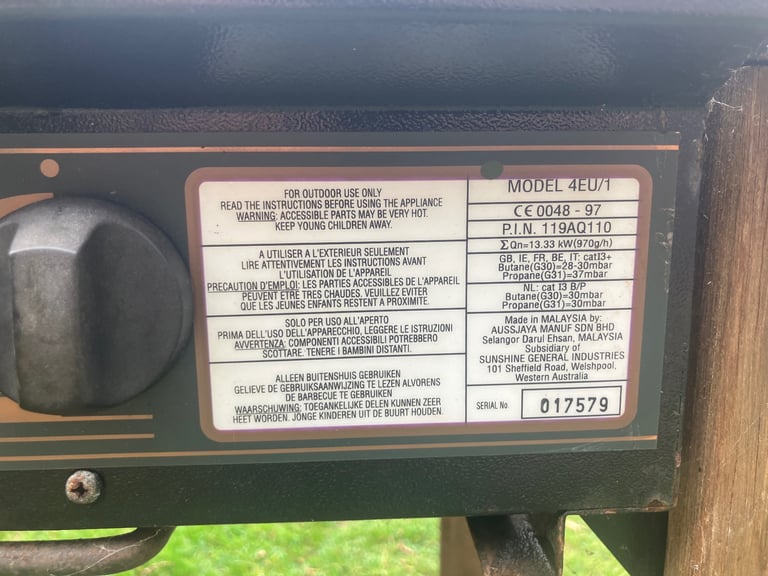 FOR OUTDOOR USE ONLY
READ THE INSTRUCTIONS BEFORE USING THE APPLIANCE
WARNING: ACCESSIBLE PARTS MAY BE VERY HOT.
KEEP YOUNG CHILDREN AWAY.
A UTILISER A L'EXTERIEUR SEULEMENT
LIRE ATTENTIVEMENT LES INSTRUCTIONS AVANT
L'UTILISATION DE L'APPAREIL
PRECAUTION D'EMPLOI: LES PARTIES ACCESSIBLES DE L'APPAREIL
PEUVENT ETRE TRES CHAUDES. VEUILLEZ EVITER
QUE LES JEUNES ENFANTS RESTENT A PROXIMITE.
SOLO PER USO ALL'APERTO
PRIMA DELL'USO DELL'APPARECCHIO, LEGGERE LE ISTRUZIONI
AVVERTENZA: COMPONENTI ACCESSIBILI POTREBBERO
SCOTTARE. TENERE I BAMBINI DISTANTI.
ALLEEN BUITENSHUIS GEBRUIKEN
GELIEVE DE GEBRUIKSAANWIJZING TE LEZEN ALVORENS
DE BARBECUE TE GEBRUIKEN
WAARSCHUWING: TOEGANKELIJKE DELEN KUNNEN ZEER
HEET WORDEN. JONGE KINDEREN UIT DE BUURT HOUDEN.
MODEL 4EU/1
CE 0048 - 97
P.I.N. 119AQ110
ΣQn=13.33 kW(970g/h)
GB, IE, FR, BE, IT: catI3+
Butane(G30)=28-30mbar
Propane(G31)=37mbar
NL: cat I3 B/P
Butane(G30)=30mbar
Propane(G31)=30mbar
Made in MALAYSIA by:
AUSSJAYA MANUF SDN BHD
Selangor Darul Ehsan, MALAYSIA
Subsidiary of
SUNSHINE GENERAL INDUSTRIES
101 Sheffield Road, Welshpool,
Western Australia
SERIAL No. 017579